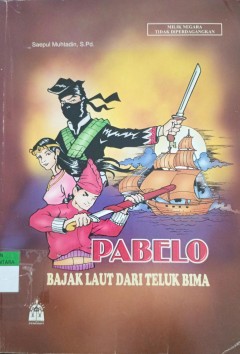 Saepul Muhtadin, S.Pd.
MILIK NEGARA
TIDAK DIPERDAGANGKAN
PABELO
BAJAK LAUT DARI TELUK BIMA